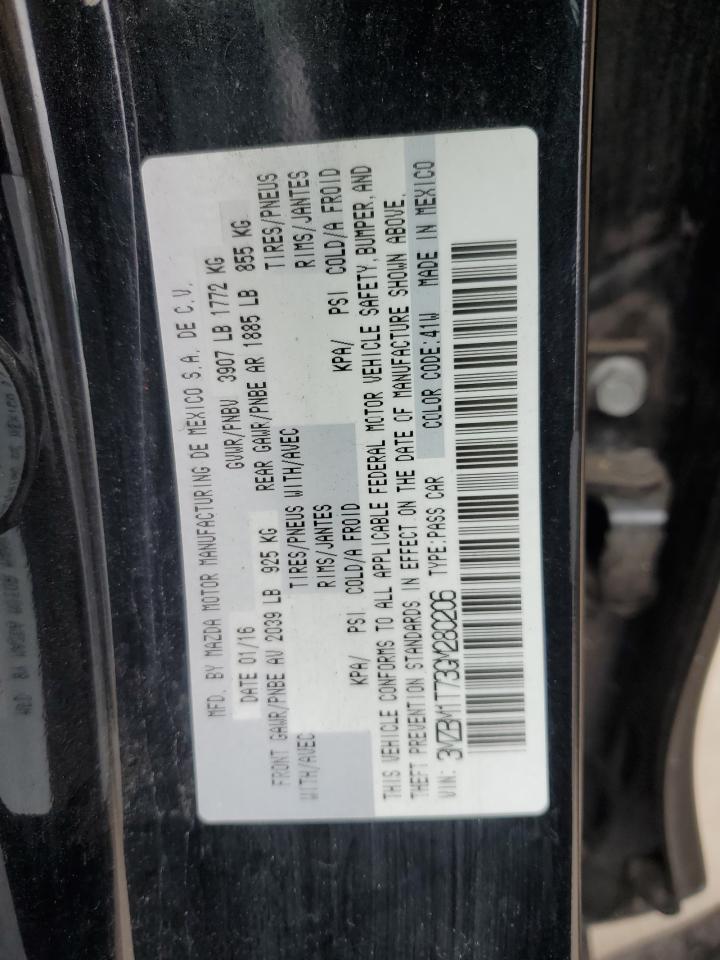 MFD. BY MAZDA MOTOR MANUFACTURING DE MEXICO S.A. DE C.V.
DATE 01/16 GVWR/PNBV 3907 LB 1772 KG
FRONT GAWR/PNBE AV 2039 LB 925 KG REAR GAWR/PNBE AR 1885 LB 855 KG
WITH/AVEC TIRES/PNEUS WITH/AVEC TIRES/PNEUS
RIMS/JANTES RIMS/JANTES
KPA/ PSI COLD/A FROID KPA/ PSI COLD/A FROID
THIS VEHICLE CONFORMS TO ALL APPLICABLE FEDERAL MOTOR VEHICLE SAFETY, BUMPER, AND
THEFT PREVENTION STANDARDS IN EFFECT ON THE DATE OF MANUFACTURE SHOWN ABOVE.
COLOR CODE:41W MADE IN MEXICO
VIN: 3MZBM1T73GM280206 TYPE:PASS CAR